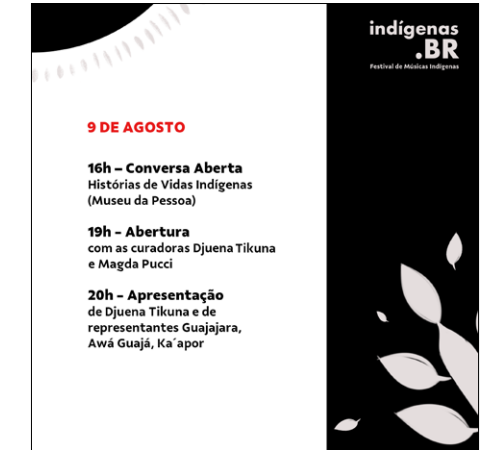 indígenas
.BR
Festival de Músicas Indígenas
9 DE AGOSTO
16h – Conversa Aberta
Histórias de Vidas Indígenas
(Museu da Pessoa)
19h – Abertura
com as curadoras Djuena Tikuna
e Magda Pucci
20h – Apresentação
de Djuena Tikuna e de
representantes Guajajara,
Awá Guajá, Ka´apor